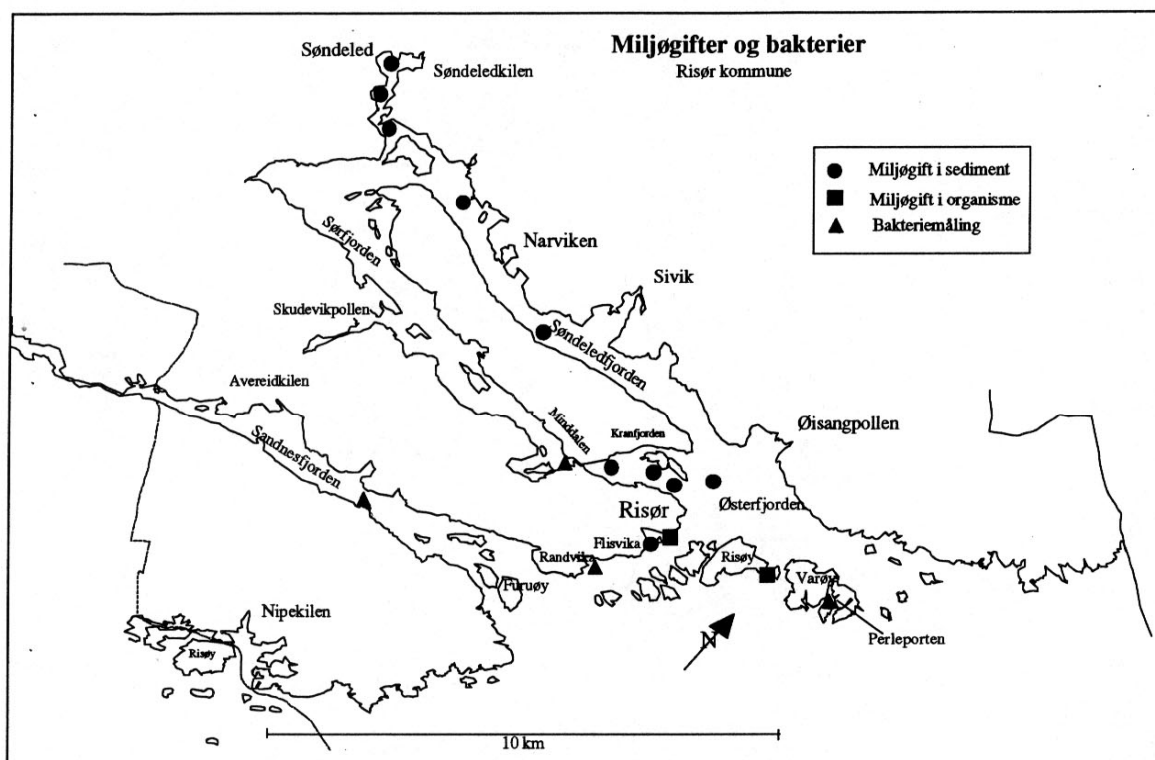 Miljøgifter og bakterier
Risør kommune
Søndeled
Søndeledkilen
Miljøgift i sediment
Miljøgift i organisme
Bakteriemåling
Sørfjorden
Narviken
Sivik
Skudevikpollen
Søndeledfjorden
Avereidkilen
Minddalen
Kranfjorden
Øisangpollen
Sandnesfjorden
Risør
Østerfjorden
Flisvika
Randvika
Risøy
Varøy
Furuøy
Perleporten
N
Nipekilen
Risøy
10 km